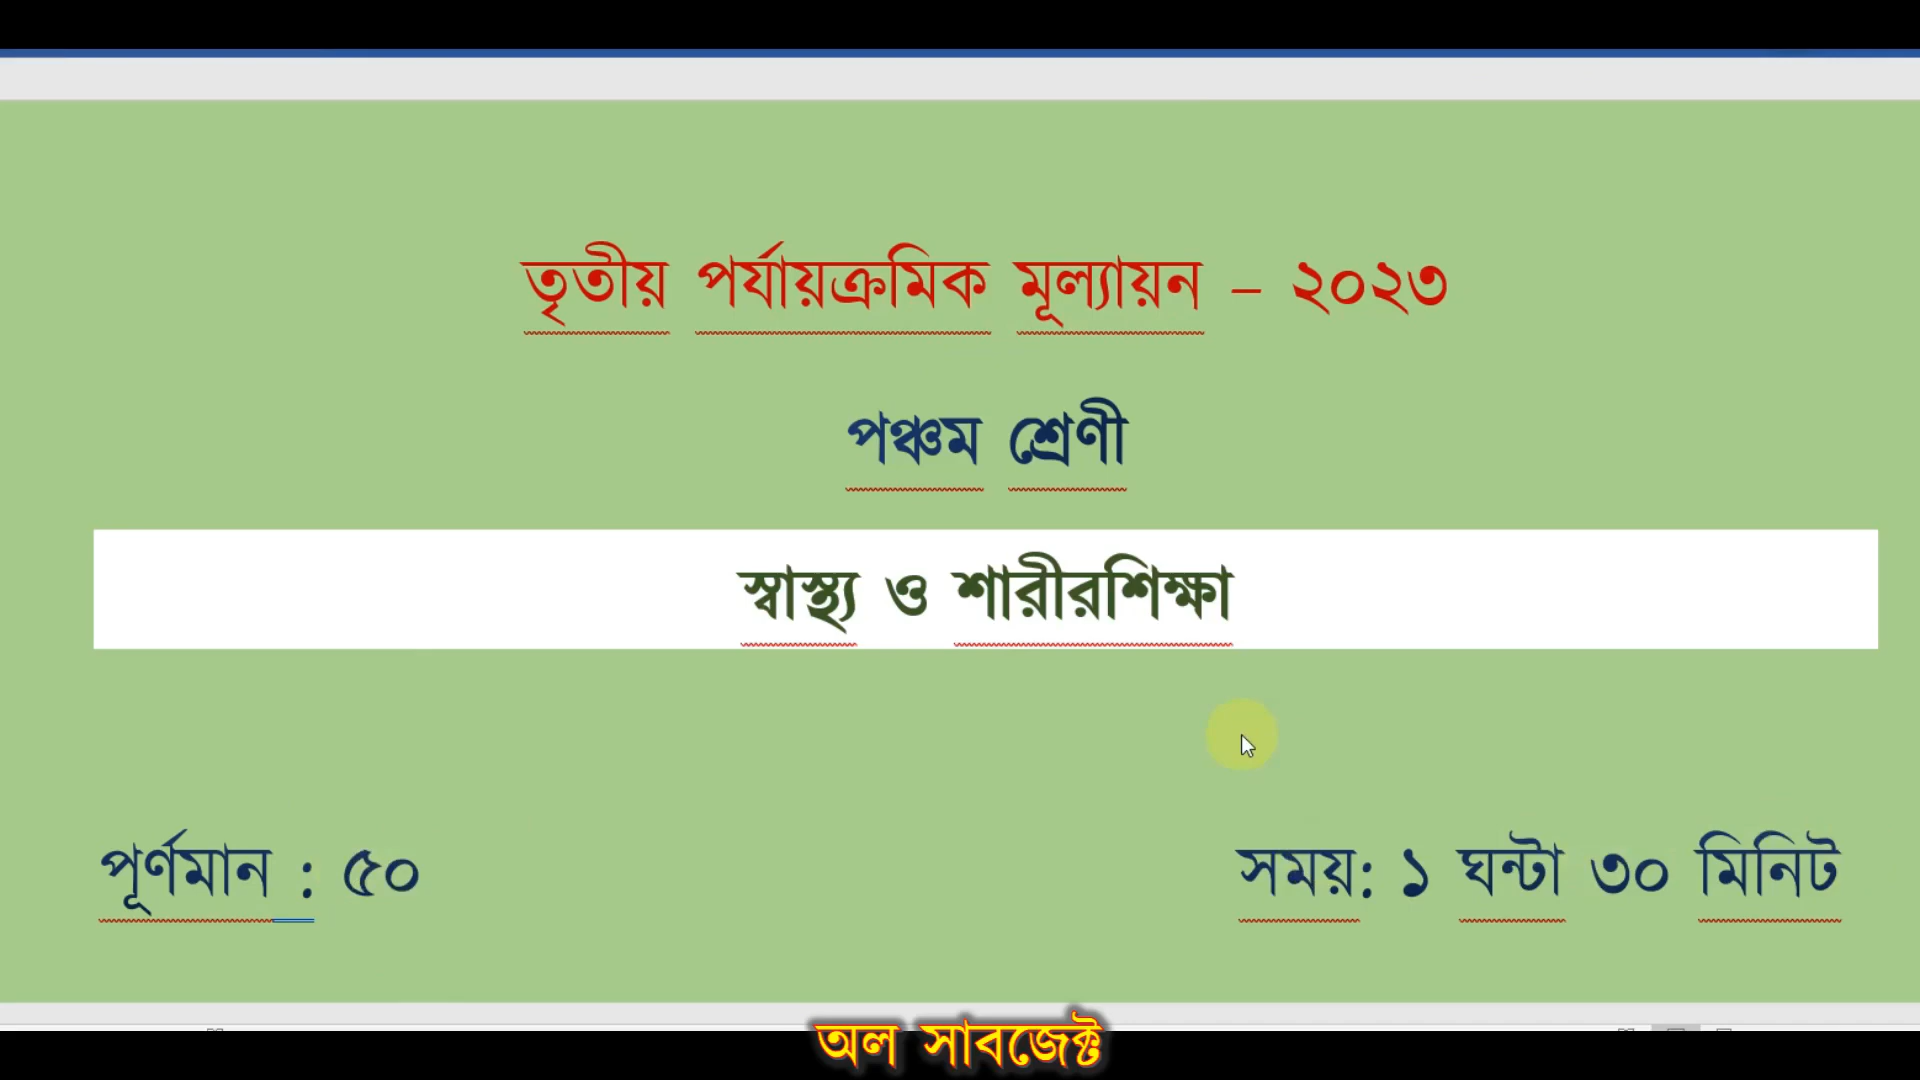 তৃতীয় পর্যায়ক্রমিক মূল্যায়ন – ২০২৩
পঞ্চম শ্রেণী
স্বাস্থ্য ও শারীরশিক্ষা
পূর্ণমান : ৫০
সময়: ১ ঘন্টা ৩০ মিনিট
অল সাবজেক্ট